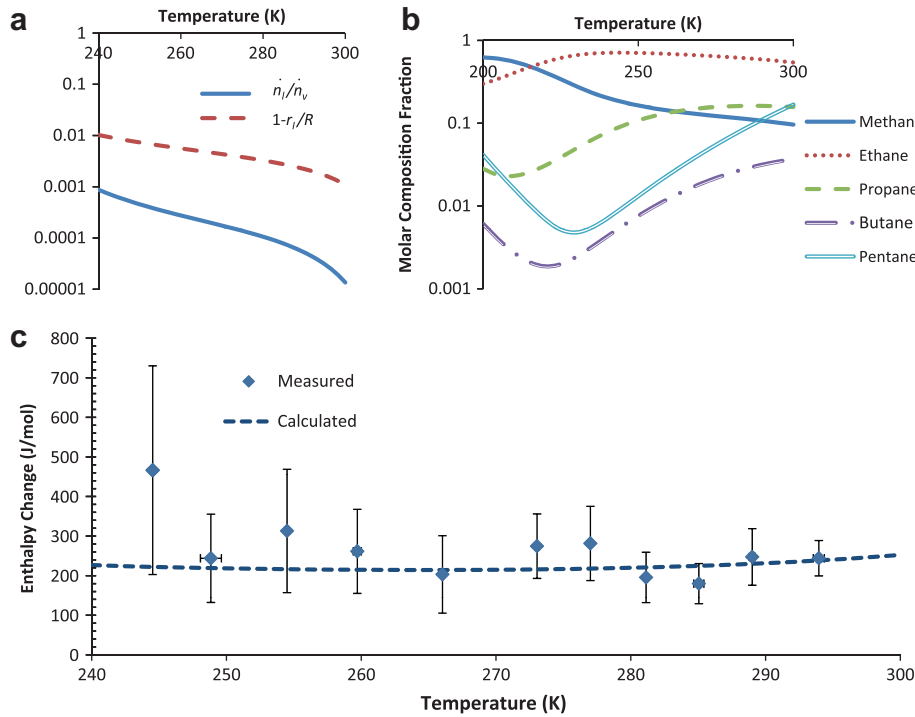 a
Temperature (K)
240 260 280 300
1
0.1
0.01
0.001
0.0001
0.00001
ṅl/ṅv
1-rl/R
b
Temperature (K)
200 250 300
1
0.1
0.01
0.001
Molar Composition Fraction
Methan
Ethane
Propane
Butane
Pentane
c
800
700
600
500
400
300
200
100
0
Enthalpy Change (J/mol)
Measured
Calculated
240 250 260 270 280 290 300
Temperature (K)